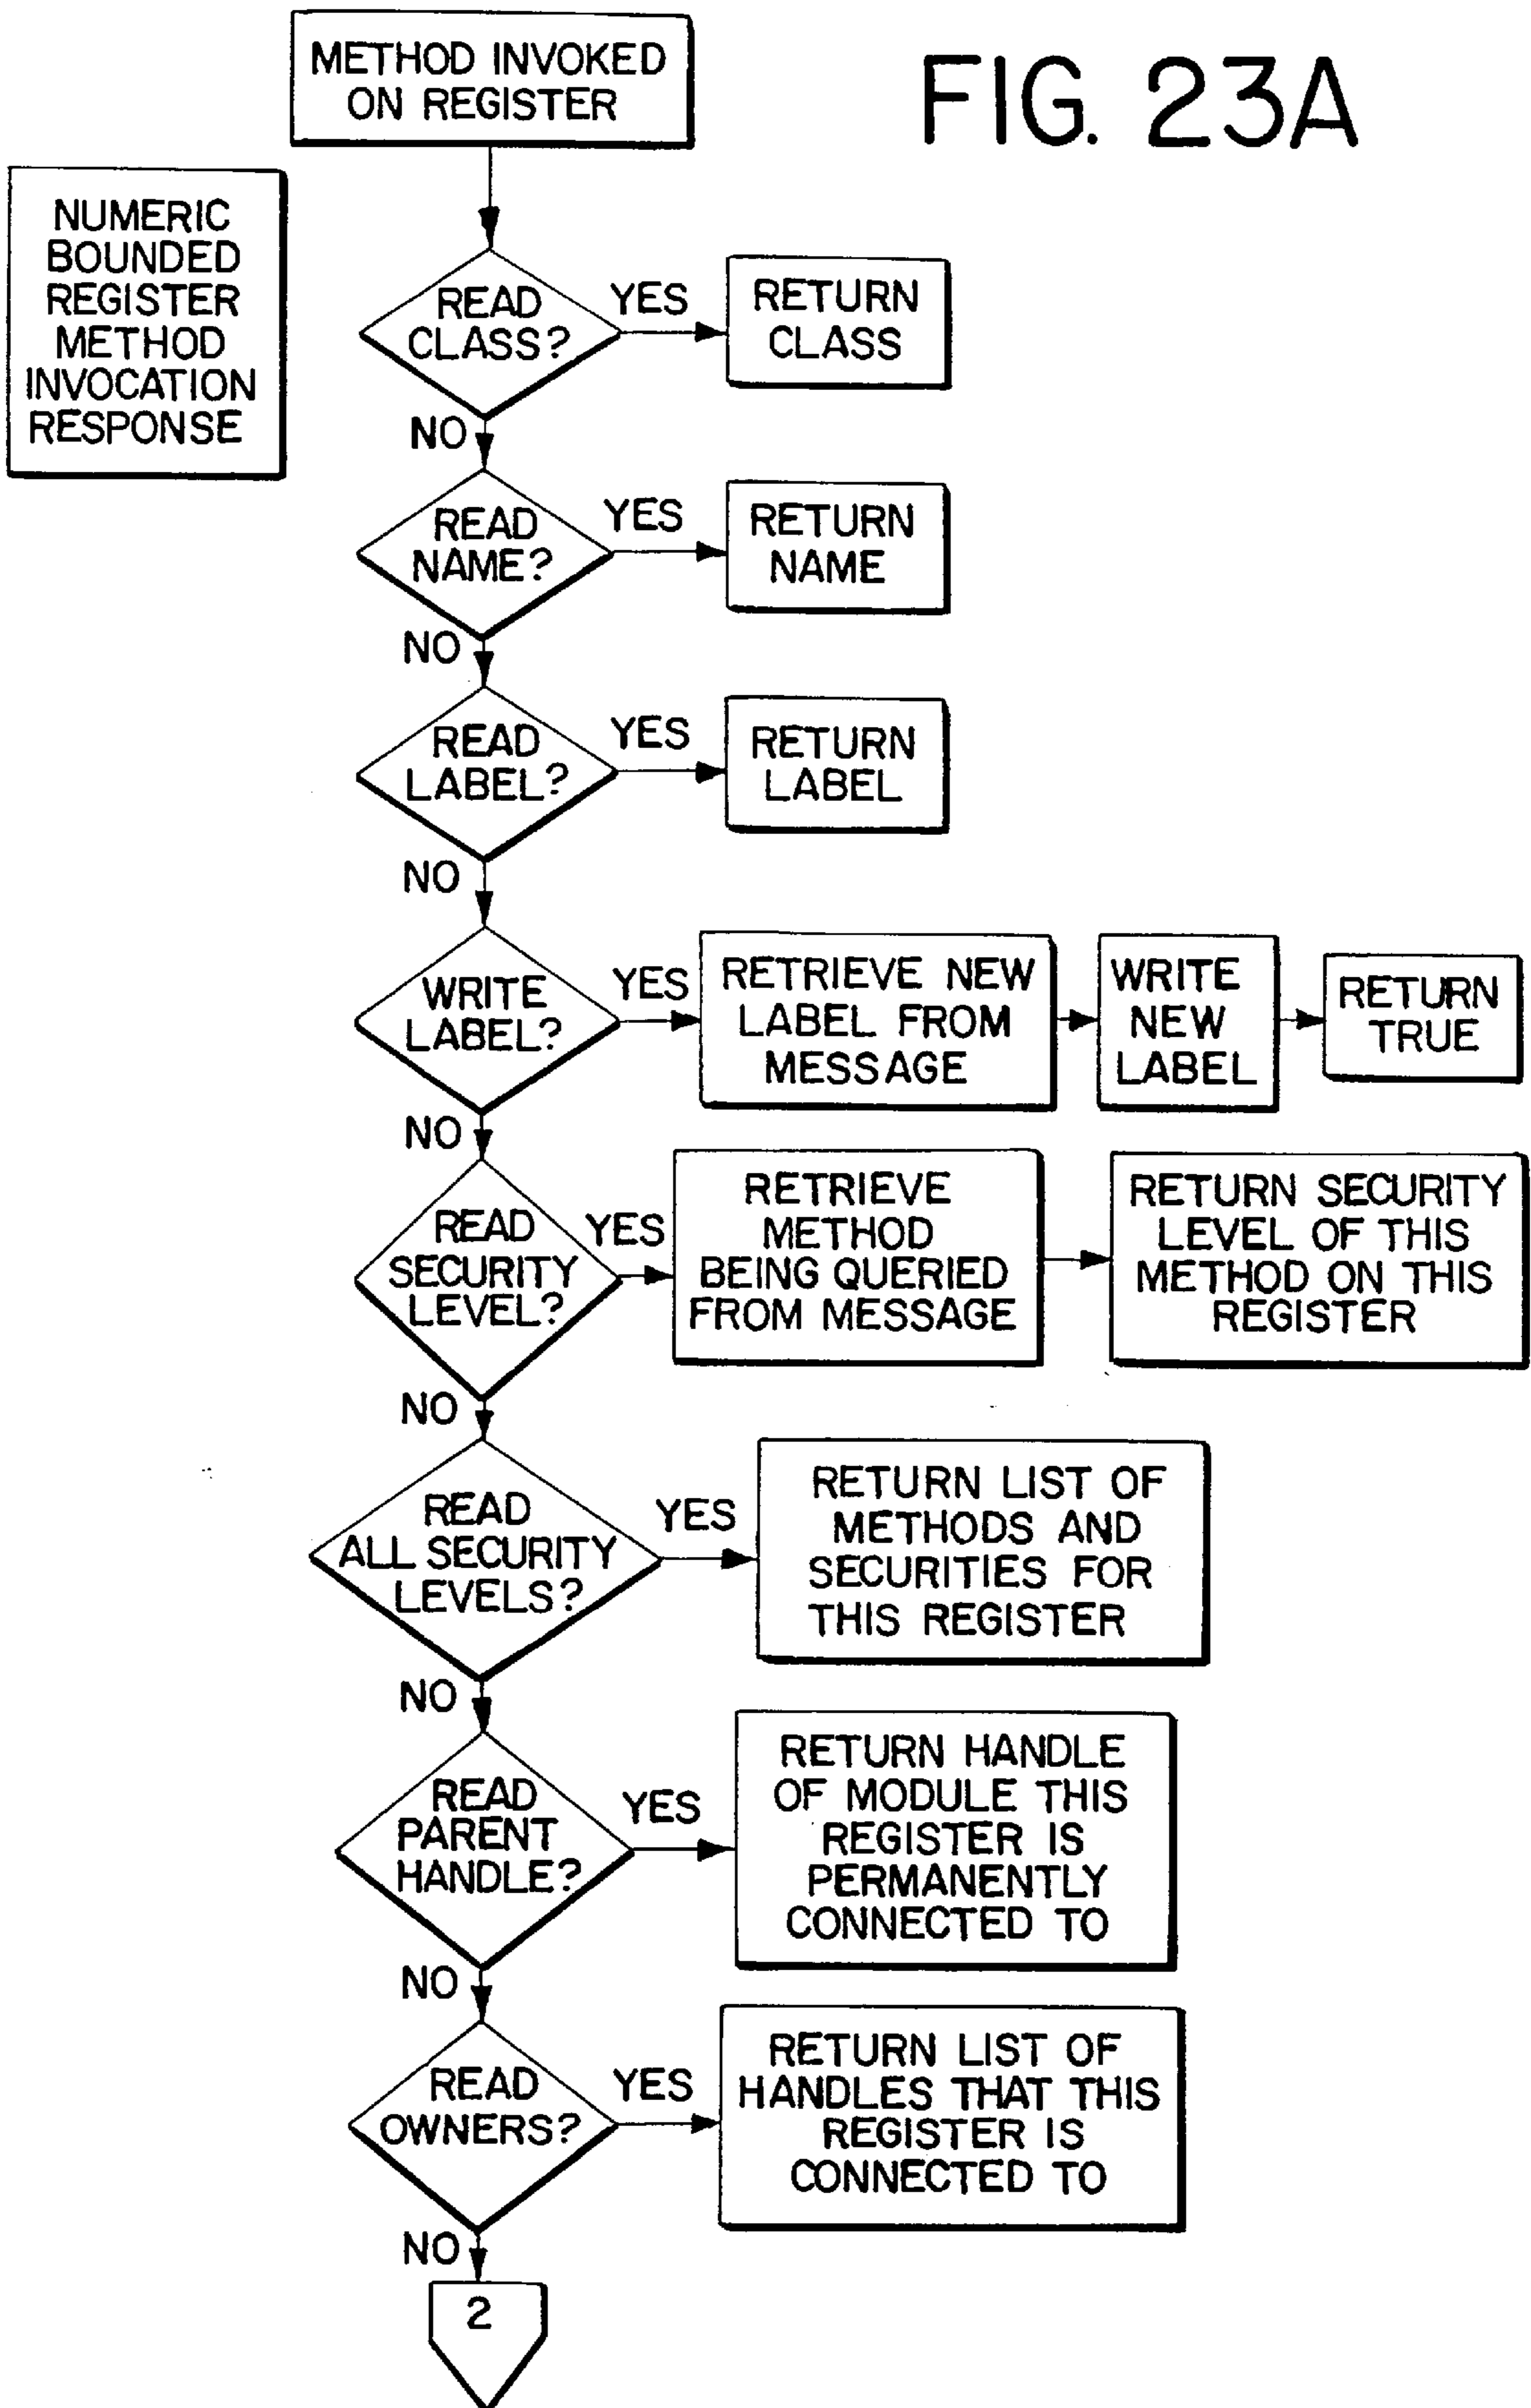 METHOD INVOKED
ON REGISTER
FIG. 23A
NUMERIC
BOUNDED
REGISTER
METHOD
INVOCATION
RESPONSE
READ
CLASS?
YES
RETURN
CLASS
NO
READ
NAME?
YES
RETURN
NAME
NO
READ
LABEL?
YES
RETURN
LABEL
NO
WRITE
LABEL?
YES
RETRIEVE NEW
LABEL FROM
MESSAGE
WRITE
NEW
LABEL
RETURN
TRUE
NO
READ
SECURITY
LEVEL?
YES
RETRIEVE
METHOD
BEING QUERIED
FROM MESSAGE
RETURN SECURITY
LEVEL OF THIS
METHOD ON THIS
REGISTER
NO
READ
ALL SECURITY
LEVELS?
YES
RETURN LIST OF
METHODS AND
SECURITIES FOR
THIS REGISTER
NO
READ
PARENT
HANDLE?
YES
RETURN HANDLE
OF MODULE THIS
REGISTER IS
PERMANENTLY
CONNECTED TO
NO
READ
OWNERS?
YES
RETURN LIST OF
HANDLES THAT THIS
REGISTER IS
CONNECTED TO
NO
2